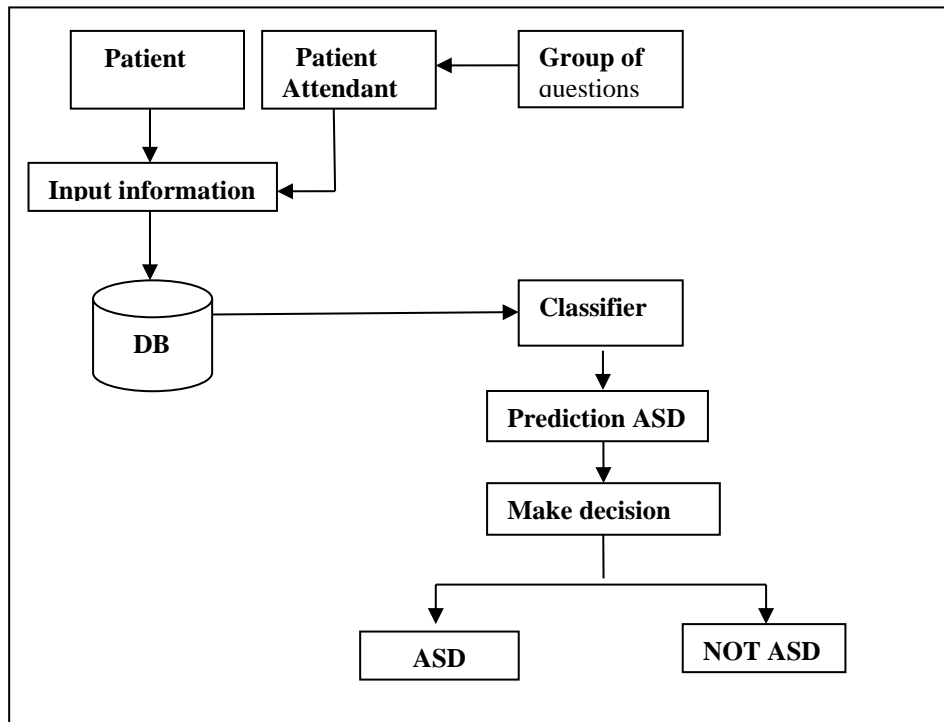 Patient
Patient
Attendant
Group of
questions
Input information
DB
Classifier
Prediction ASD
Make decision
ASD
NOT ASD